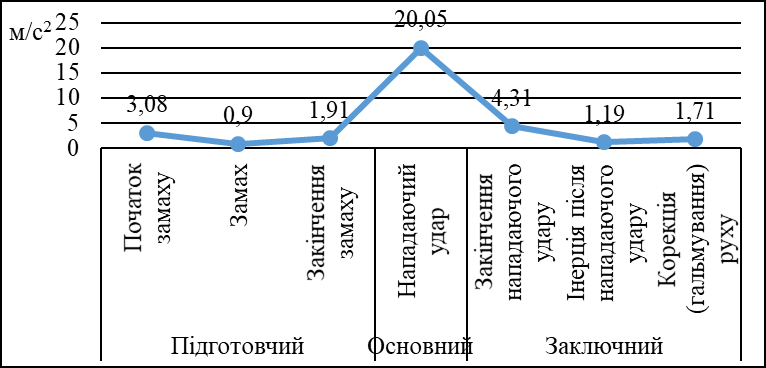 м/с²
25
20
15
10
5
0
3,08
0,9
1,91
20,05
4,31
1,19
1,71
Початок
замаху
Замах
Закінчення
замаху
Нападаючий
удар
Закінчення
нападаючого
удару
Інерція після
нападаючого
удару
Корекція
(гальмування)
руху
Підготовчий
Основний
Заключний